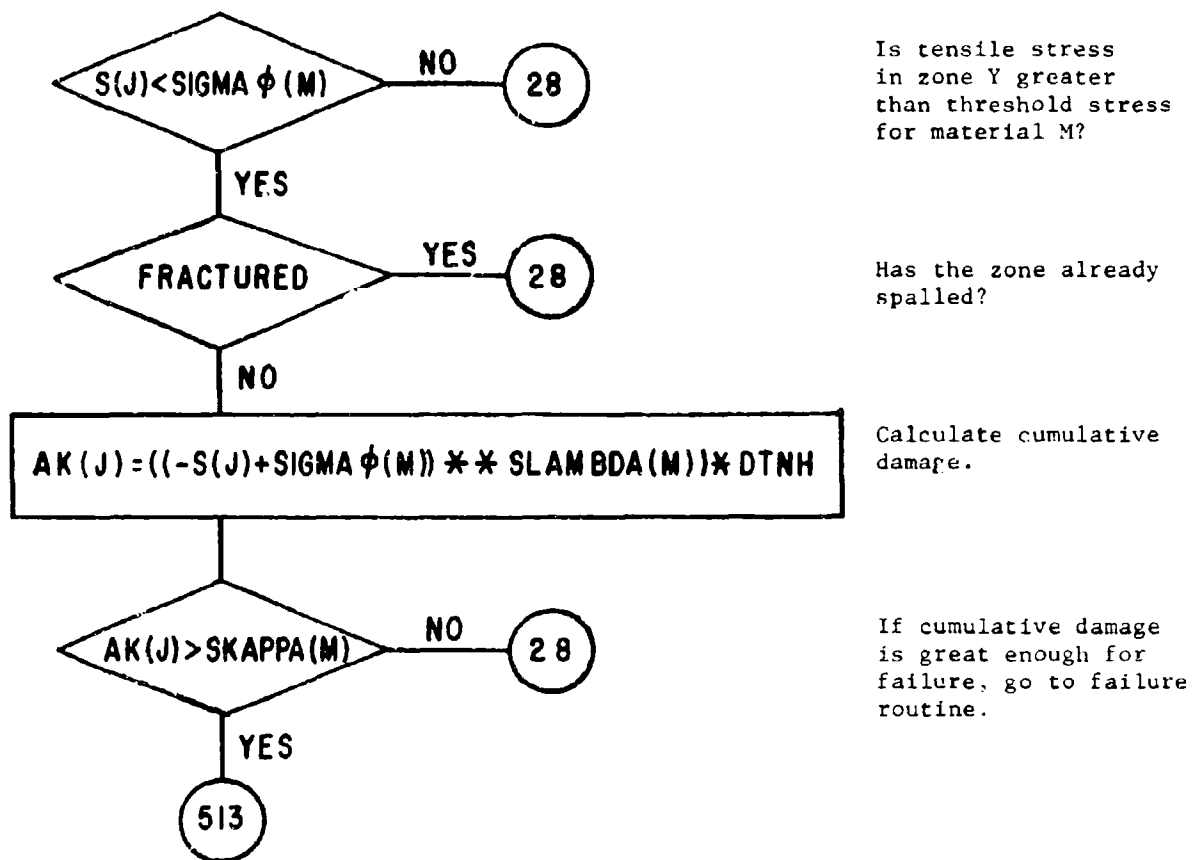 S(J)<SIGMA ϕ (M)
NO
28
Is tensile stress
in zone Y greater
than threshold stress
for material M?
YES
FRACTURED
YES
28
Has the zone already
spalled?
NO
AK(J)=((-S(J)+SIGMA ϕ(M)) ** SLAMBDA(M))* DTNH
Calculate cumulative
damage.
AK(J)>SKAPPA(M)
NO
28
If cumulative damage
is great enough for
failure, go to failure
routine.
YES
513